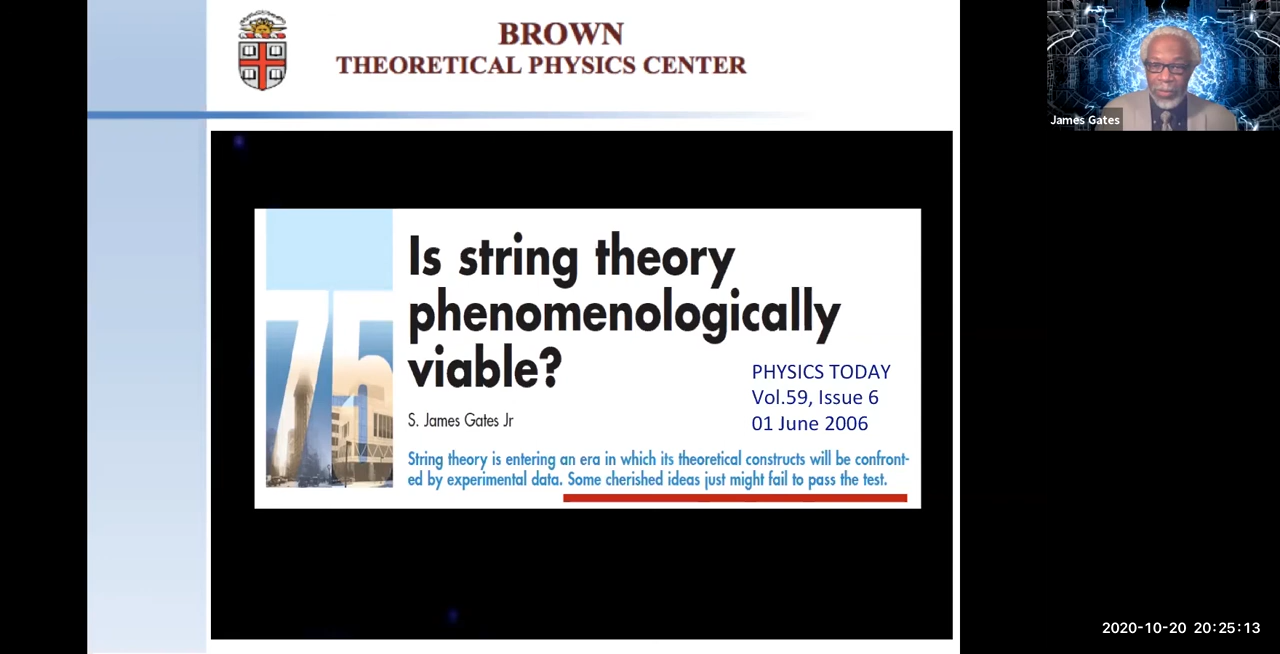 BROWN
THEORETICAL PHYSICS CENTER
James Gates
75
Is string theory
phenomenologically
viable?
PHYSICS TODAY
Vol.59, Issue 6
01 June 2006
S. James Gates Jr
String theory is entering an era in which its theoretical constructs will be confront-
ed by experimental data. Some cherished ideas just might fail to pass the test.
2020-10-20 20:25:13